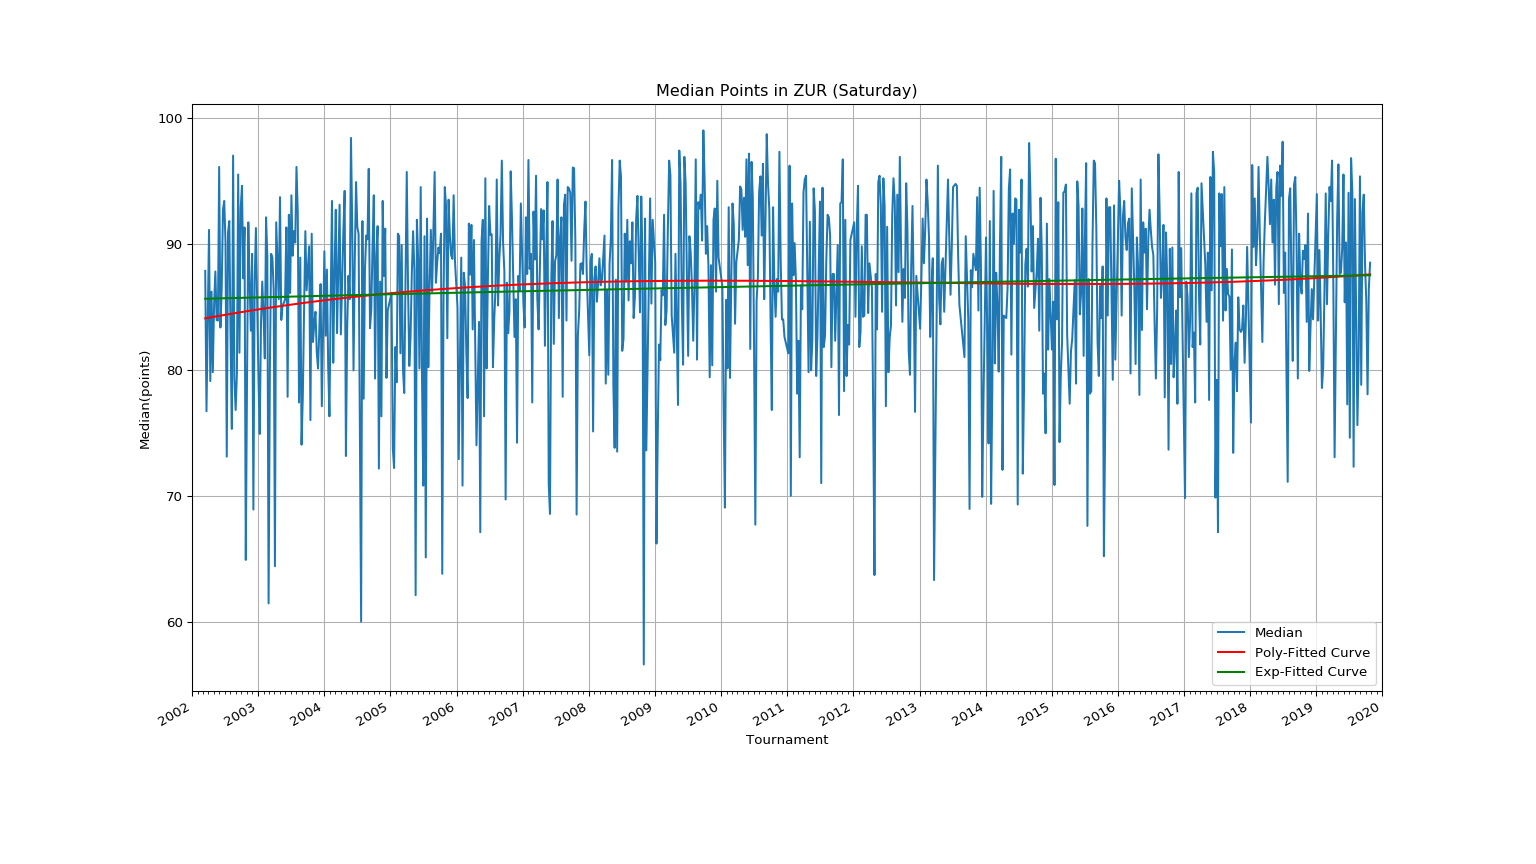 Median Points in ZUR (Saturday)
100
90
80
70
60
Median(points)
Median
Poly-Fitted Curve
Exp-Fitted Curve
2002 2003 2004 2005 2006 2007 2008 2009 2010 2011 2012 2013 2014 2015 2016 2017 2018 2019 2020
Tournament